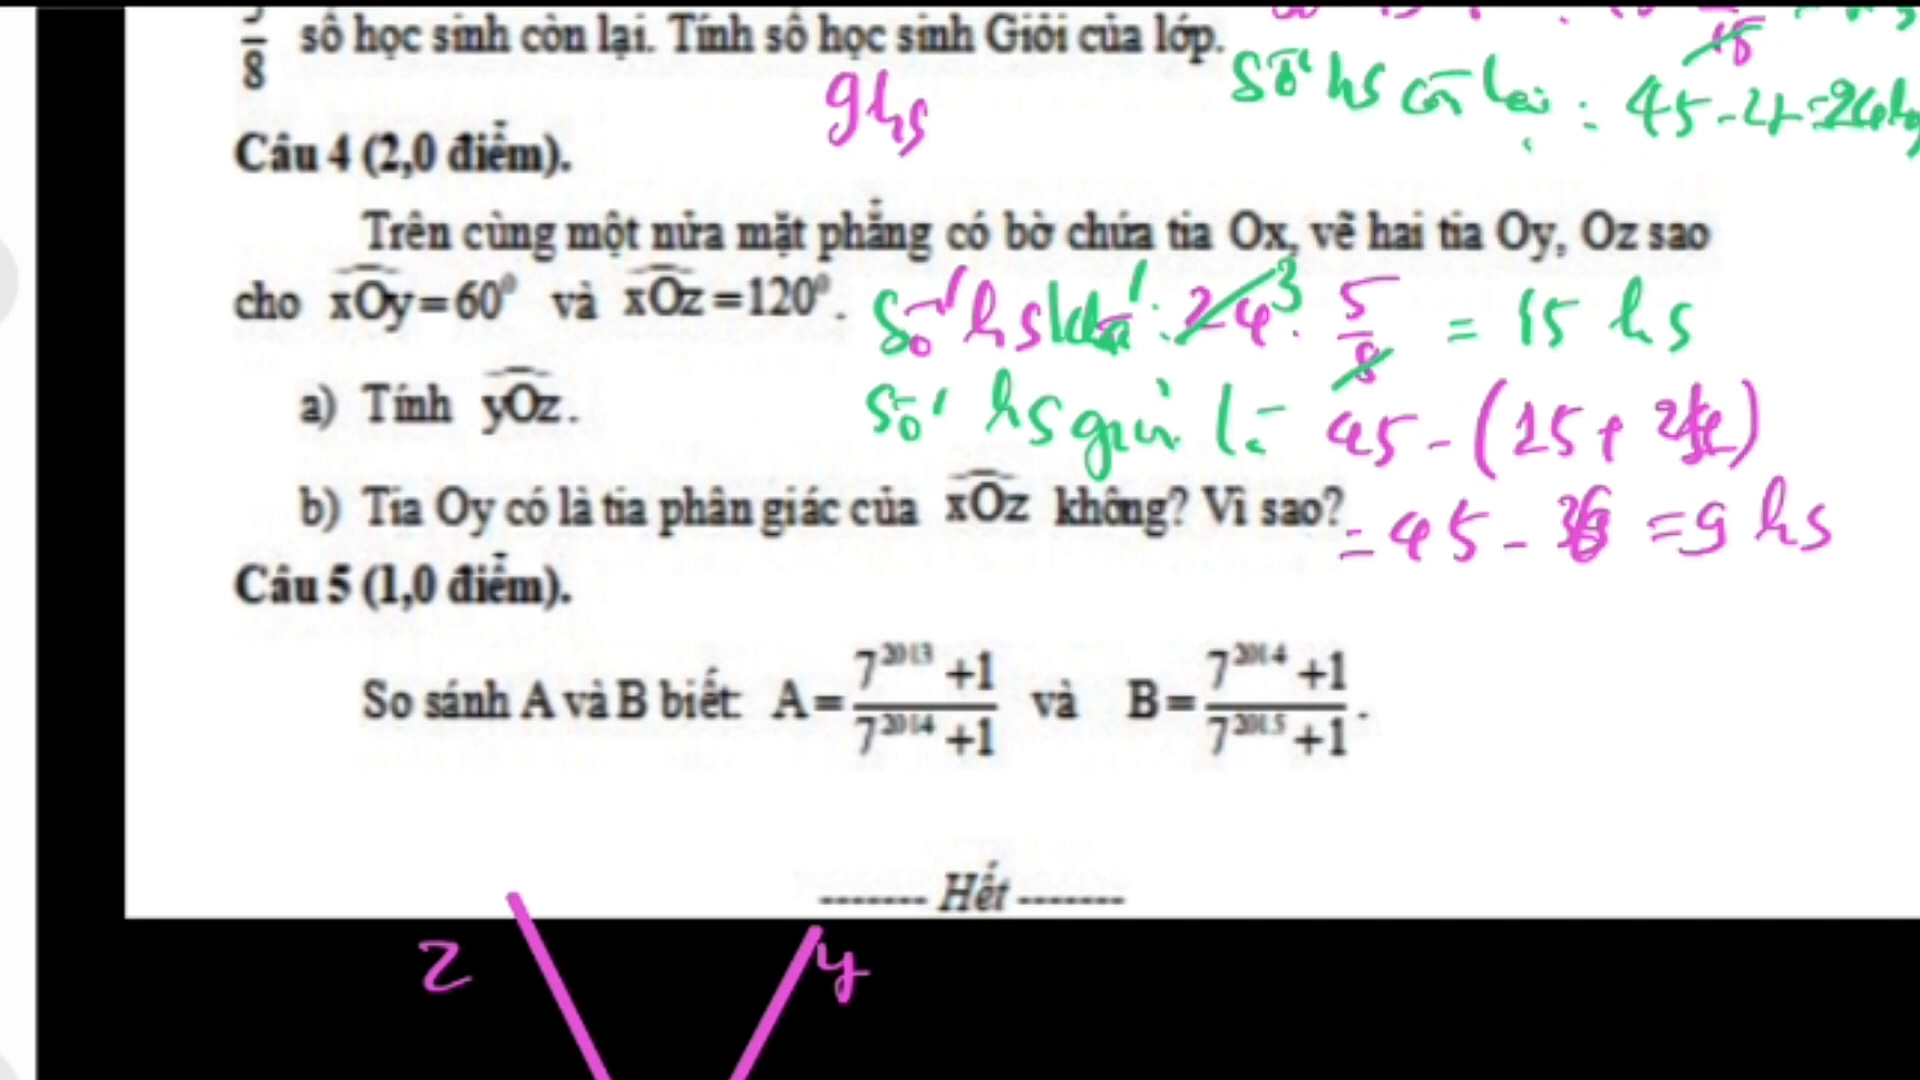 8 số học sinh còn lại. Tính số học sinh Giỏi của lớp.
9hs
Số hs còn lại : 45 - 21 = 24h
Câu 4 (2,0 điểm).
Trên cùng một nửa mặt phẳng có bờ chứa tia Ox, vẽ hai tia Oy, Oz sao
cho xOy = 60⁰ và xOz = 120⁰.
Số hs khá : 24 3 . 5/8 = 15 hs
a) Tính yOz.
Số hs giỏi là 45 - (15 + 21)
b) Tia Oy có là tia phân giác của xOz không? Vì sao?
= 45 - 36 = 9 hs
Câu 5 (1,0 điểm).
So sánh A và B biết: A = (7^2013 + 1)/(7^2014 + 1) và B = (7^2014 + 1)/(7^2015 + 1).
------- Hết -------
z
y